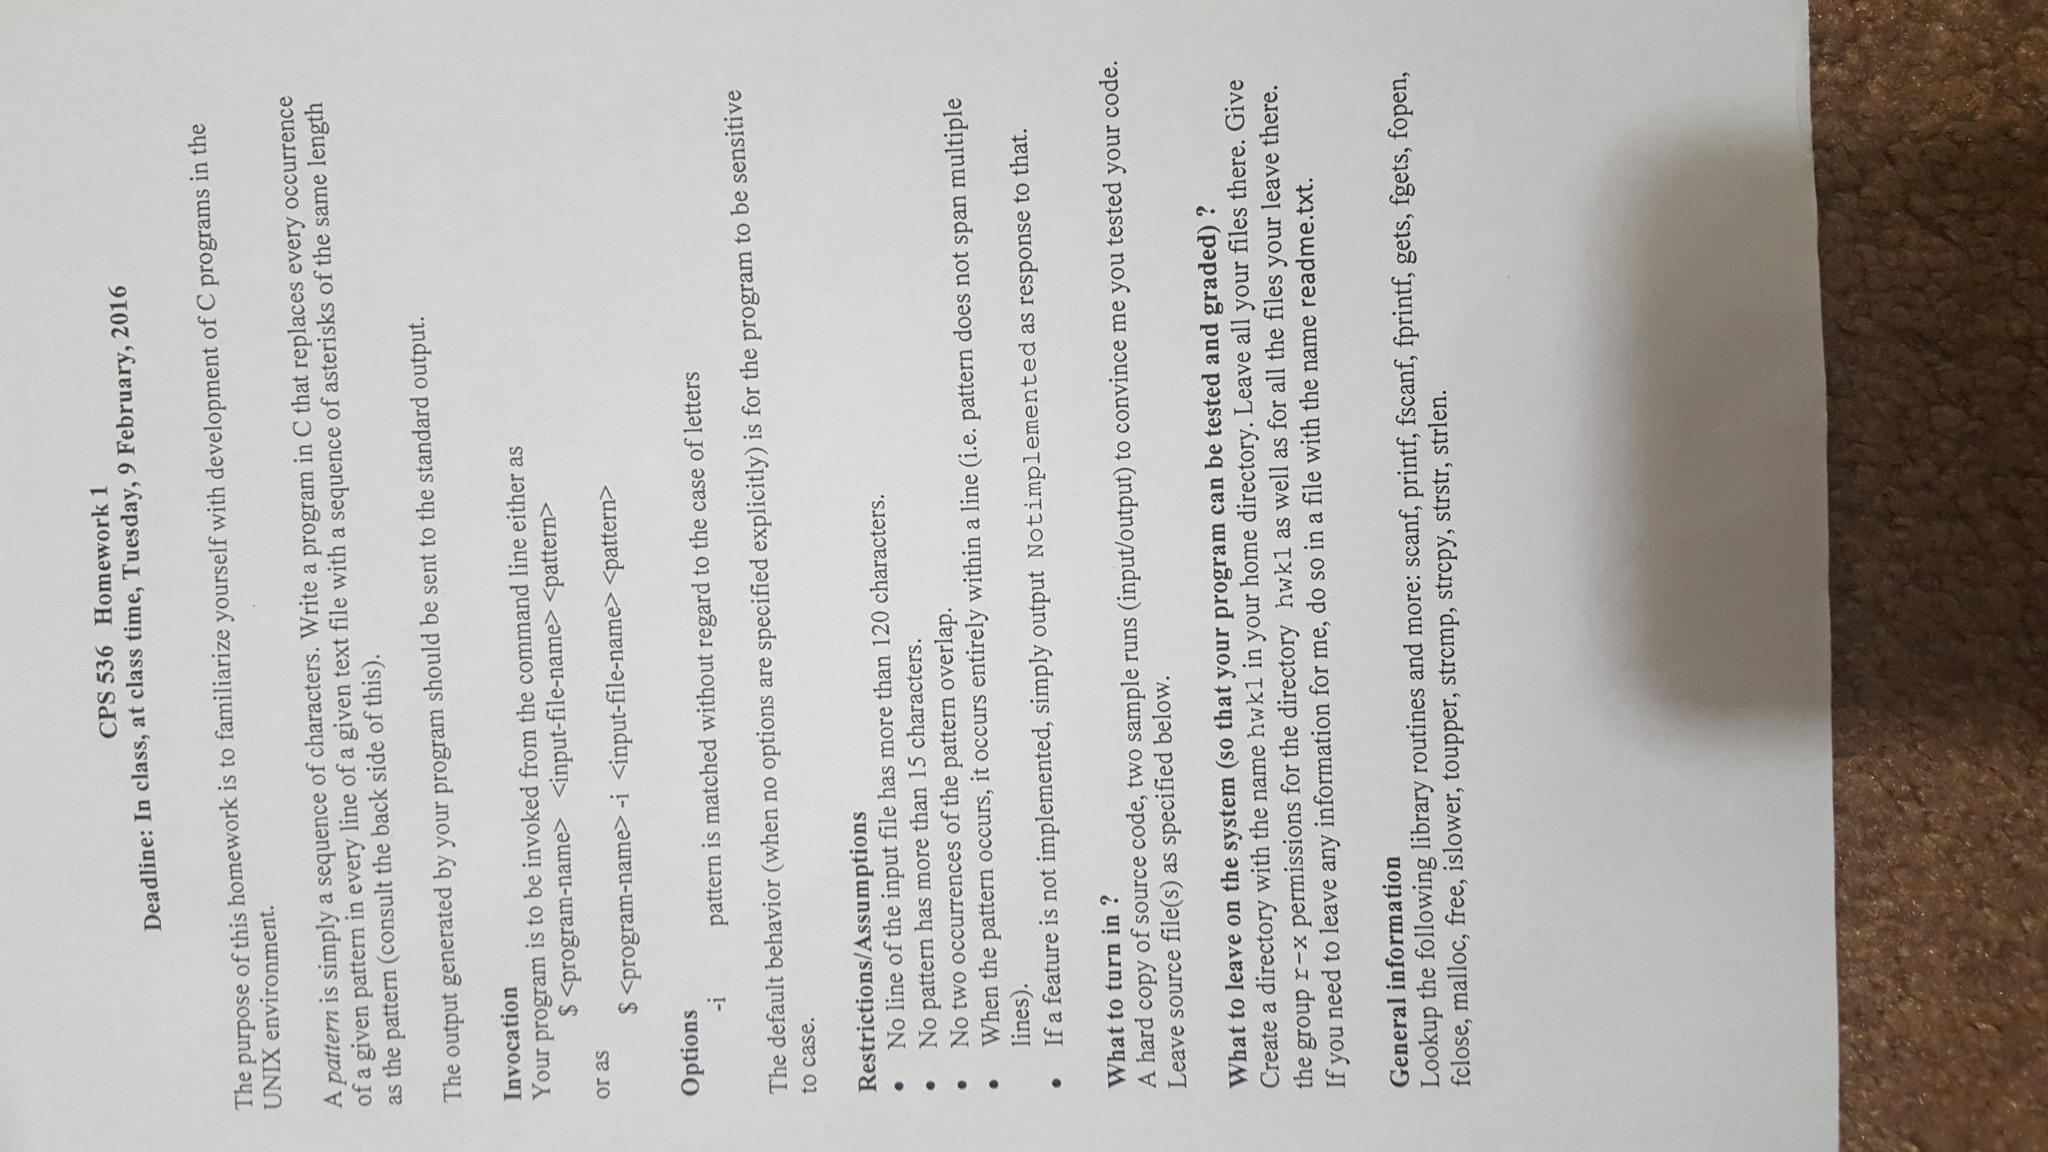 CPS 536 Homework 1
Deadline: In class, at class time, Tuesday, 9 February, 2016
The purpose of this homework is to familiarize yourself with development of C programs in the
UNIX environment.
A pattern is simply a sequence of characters. Write a program in C that replaces every occurrence
of a given pattern in every line of a given text file with a sequence of asterisks of the same length
as the pattern (consult the back side of this).
The output generated by your program should be sent to the standard output.
Invocation
Your program is to be invoked from the command line either as
$ <program-name> <input-file-name> <pattern>
or as
$ <program-name> -i <input-file-name> <pattern>
Options
-i pattern is matched without regard to the case of letters
The default behavior (when no options are specified explicitly) is for the program to be sensitive
to case.
Restrictions/Assumptions
• No line of the input file has more than 120 characters.
• No pattern has more than 15 characters.
• No two occurrences of the pattern overlap.
• When the pattern occurs, it occurs entirely within a line (i.e. pattern does not span multiple
lines).
• If a feature is not implemented, simply output Not implemented as response to that.
What to turn in ?
A hard copy of source code, two sample runs (input/output) to convince me you tested your code.
Leave source file(s) as specified below.
What to leave on the system (so that your program can be tested and graded) ?
Create a directory with the name hwk1 in your home directory. Leave all your files there. Give
the group r-x permissions for the directory hwk1 as well as for all the files your leave there.
If you need to leave any information for me, do so in a file with the name readme.txt.
General information
Lookup the following library routines and more: scanf, printf, fscanf, fprintf, gets, fgets, fopen,
fclose, malloc, free, islower, toupper, strcmp, strcpy, strstr, strlen.